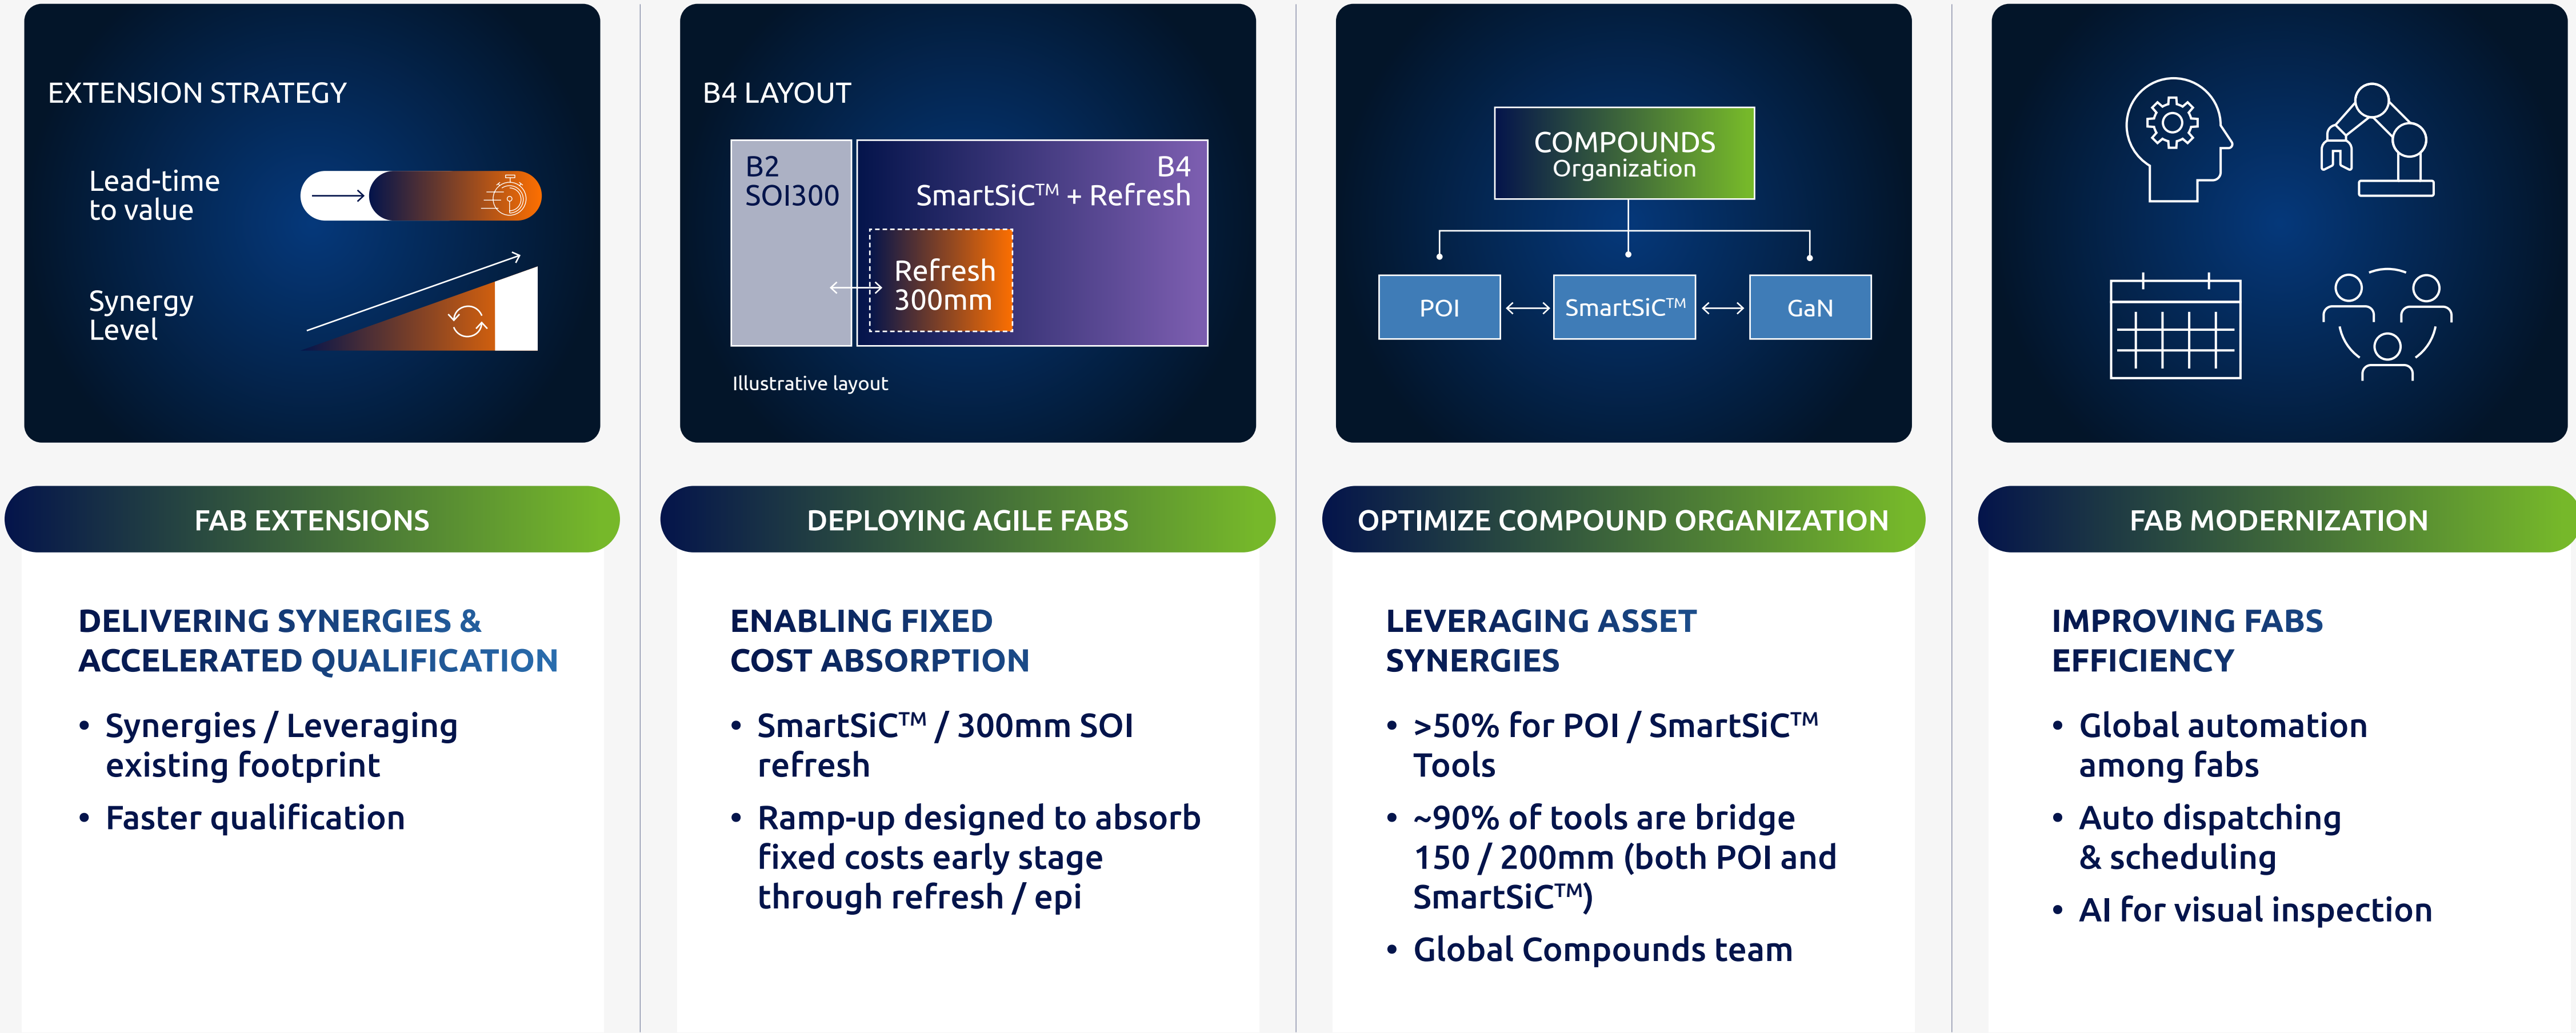 EXTENSION STRATEGY
Lead-time
to value
Synergy
Level
FAB EXTENSIONS
DELIVERING SYNERGIES &
ACCELERATED QUALIFICATION
• Synergies / Leveraging
existing footprint
• Faster qualification
B4 LAYOUT
B2
SOI300
B4
SmartSiC™ + Refresh
Refresh
300mm
Illustrative layout
DEPLOYING AGILE FABS
ENABLING FIXED
COST ABSORPTION
• SmartSiC™ / 300mm SOI
refresh
• Ramp-up designed to absorb
fixed costs early stage
through refresh / epi
COMPOUNDS
Organization
POI
SmartSiC™
GaN
OPTIMIZE COMPOUND ORGANIZATION
LEVERAGING ASSET
SYNERGIES
• >50% for POI / SmartSiC™
Tools
• ~90% of tools are bridge
150 / 200mm (both POI and
SmartSiC™)
• Global Compounds team
FAB MODERNIZATION
IMPROVING FABS
EFFICIENCY
• Global automation
among fabs
• Auto dispatching
& scheduling
• AI for visual inspection